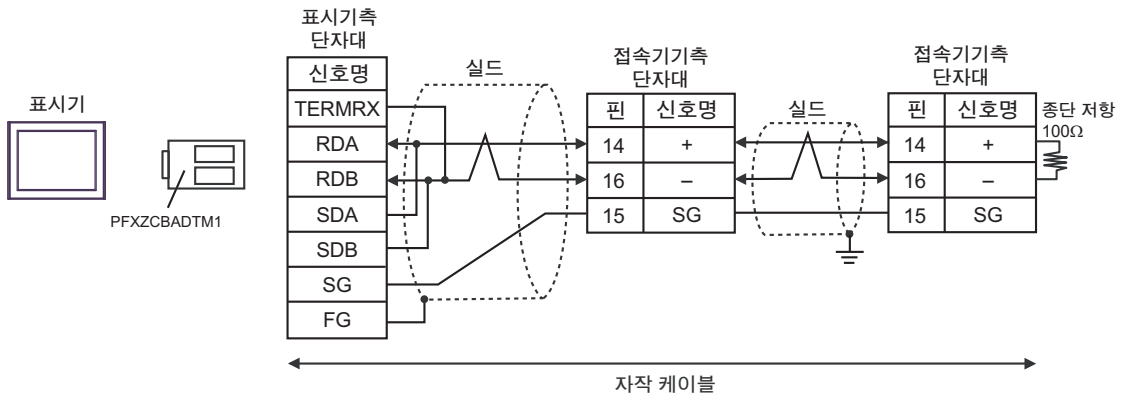 표시기
PFXZCBADTM1
표시기측
단자대
신호명
TERMRX
RDA
RDB
SDA
SDB
SG
FG
실드
접속기기측
단자대
핀 신호명
14 +
16 –
15 SG
실드
접속기기측
단자대
핀 신호명
14 +
16 –
15 SG
종단 저항
100Ω
자작 케이블